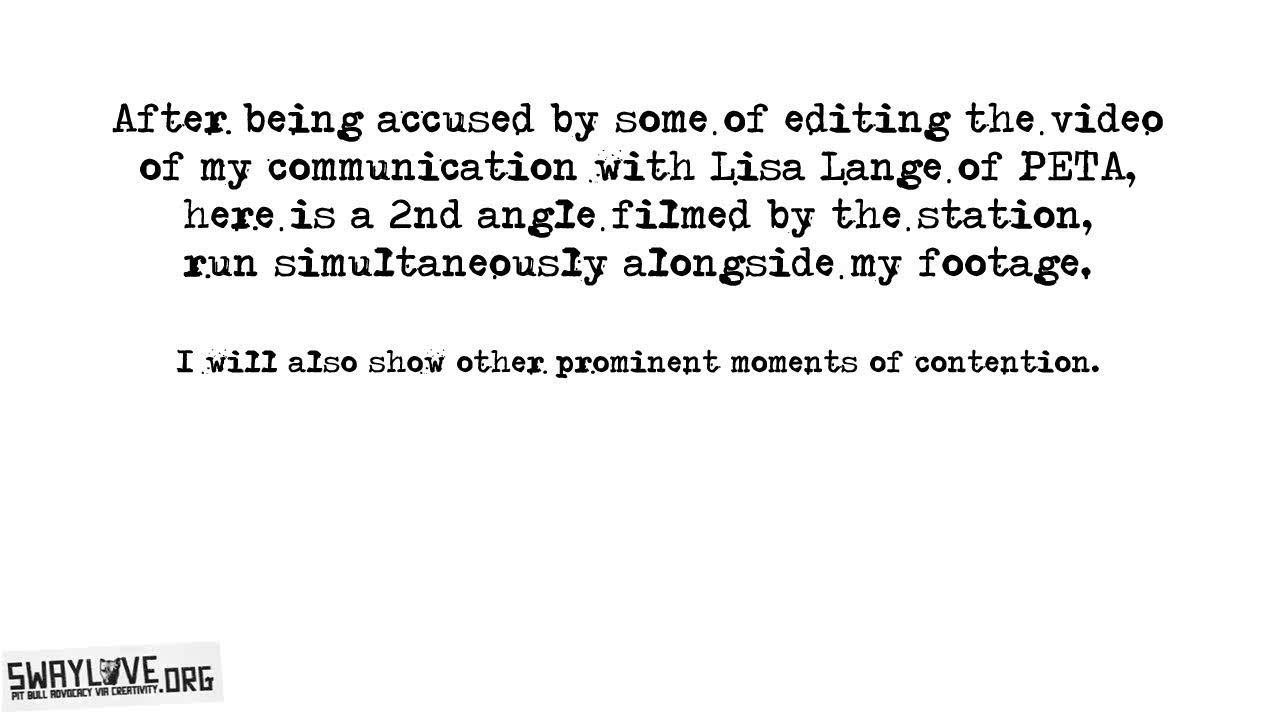 After being accused by some of editing the video
of my communication with Lisa Lange of PETA,
here is a 2nd angle filmed by the station,
run simultaneously alongside my footage.
I will also show other prominent moments of contention.
SWAYLOVE.ORG
PIT BULL ADVOCACY VIA CREATIVITY